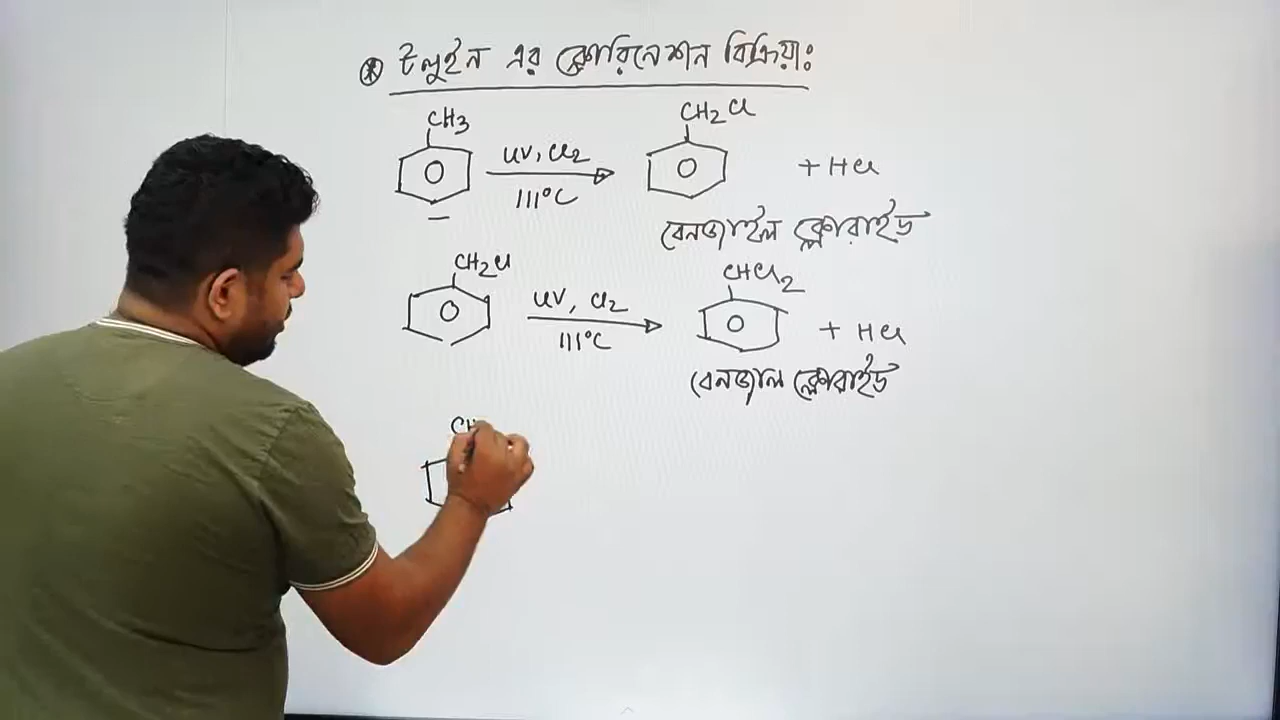 * টলুইন এর ক্লোরিনেশন বিক্রিয়াঃ
CH3 UV, Cl2 111°C CH2Cl + HCl
বেনজাইল ক্লোরাইড
CH2Cl UV, Cl2 111°C CHCl2 + HCl
বেনজাল ক্লোরাইড
CH